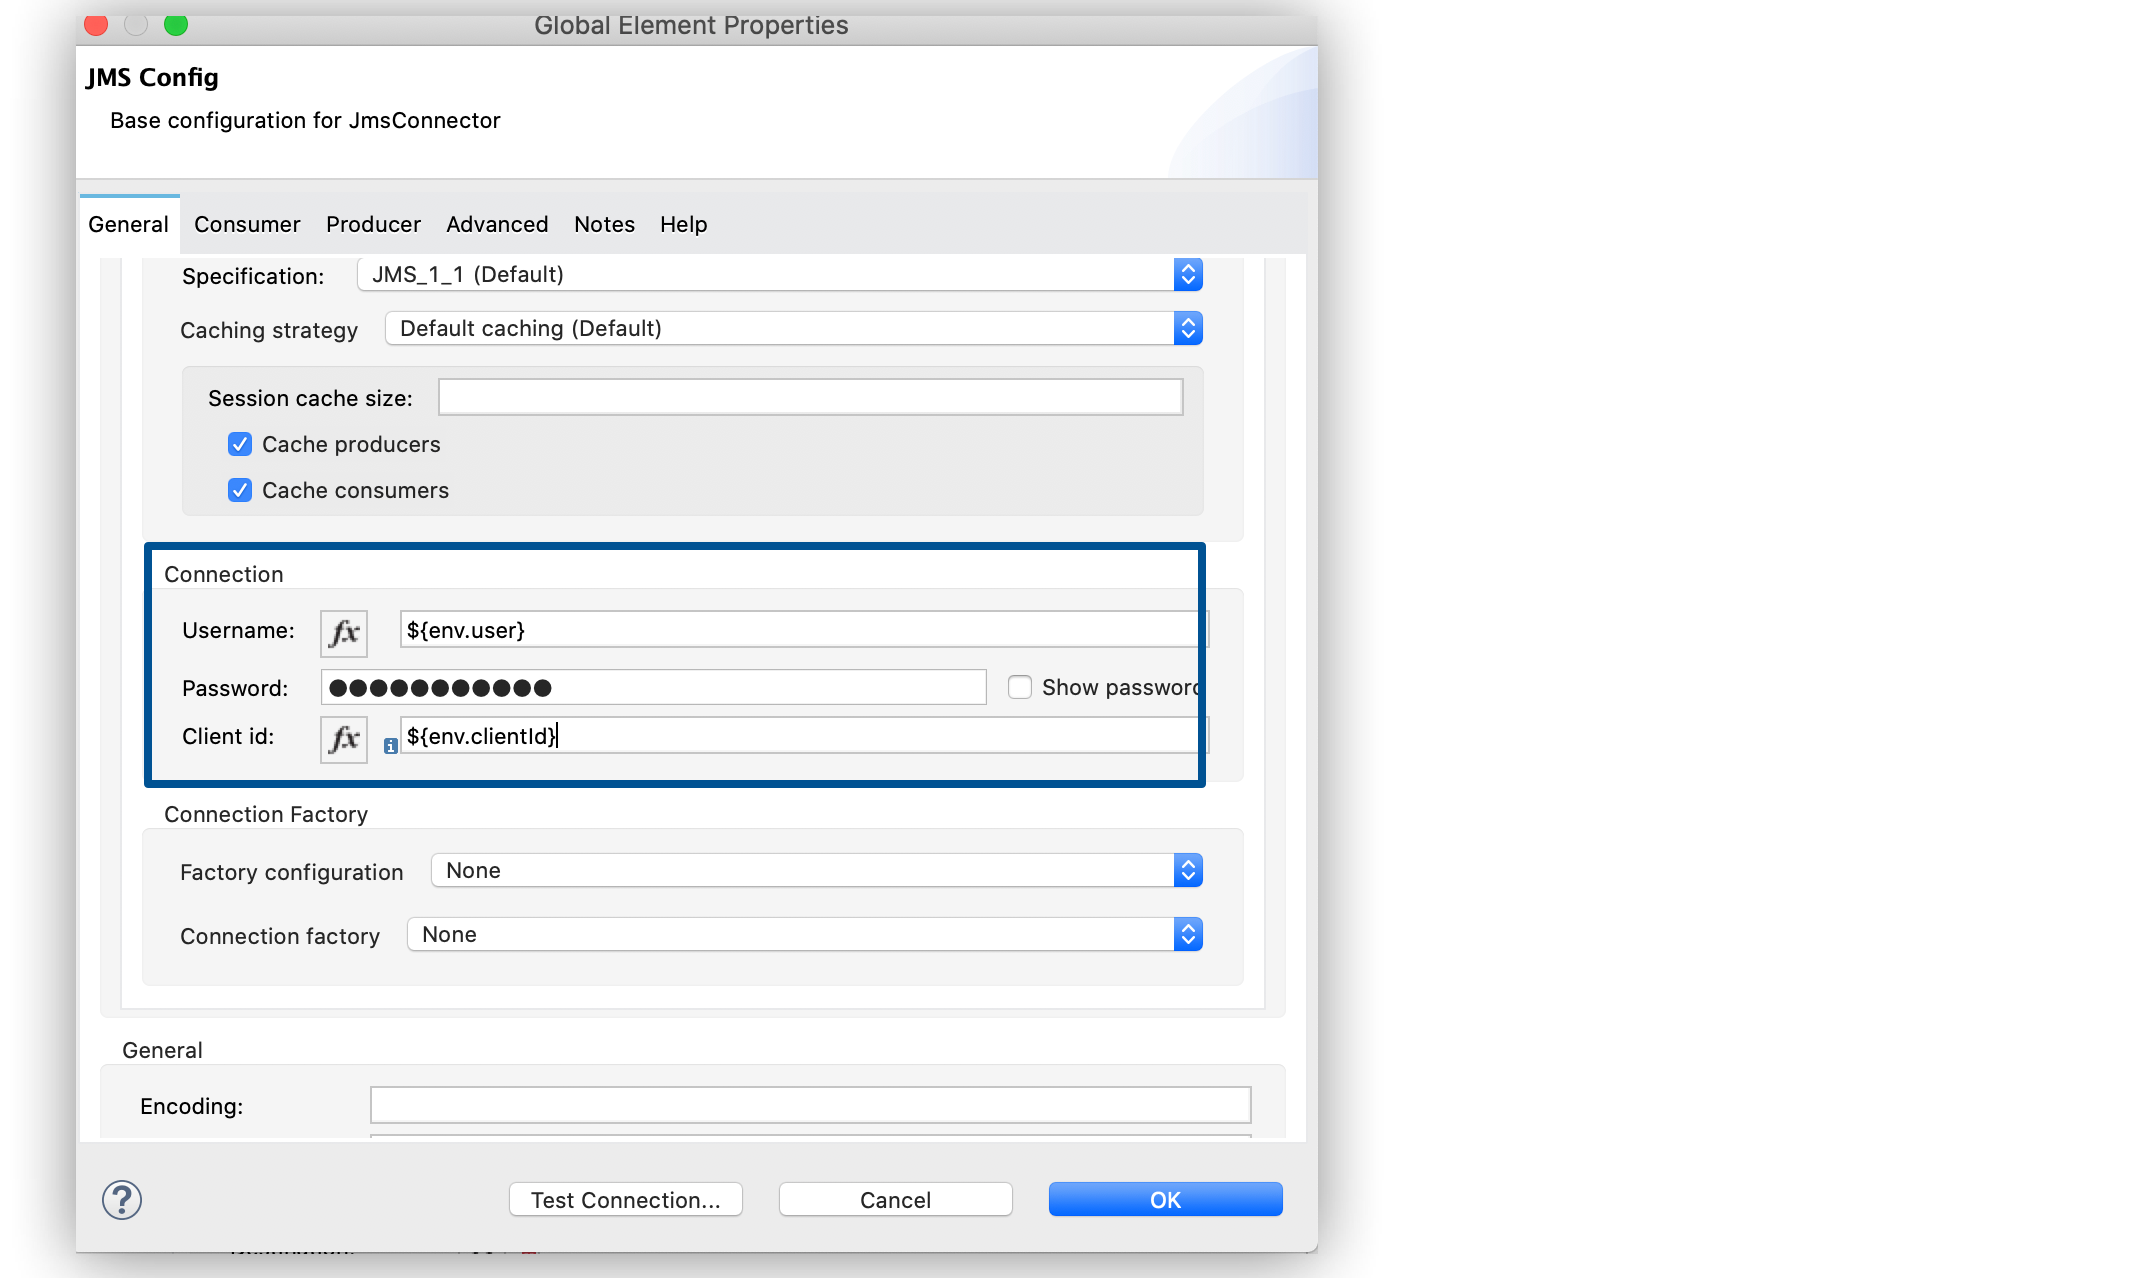 Global Element Properties
JMS Config
Base configuration for JmsConnector
General Consumer Producer Advanced Notes Help
Specification: JMS_1_1 (Default)
Caching strategy Default caching (Default)
Session cache size:
Cache producers
Cache consumers
Connection
Username: fx ${env.user}
Password: ●●●●●●●●●●● Show password
Client id: fx i ${env.clientId}
Connection Factory
Factory configuration None
Connection factory None
General
Encoding:
? Test Connection... Cancel OK